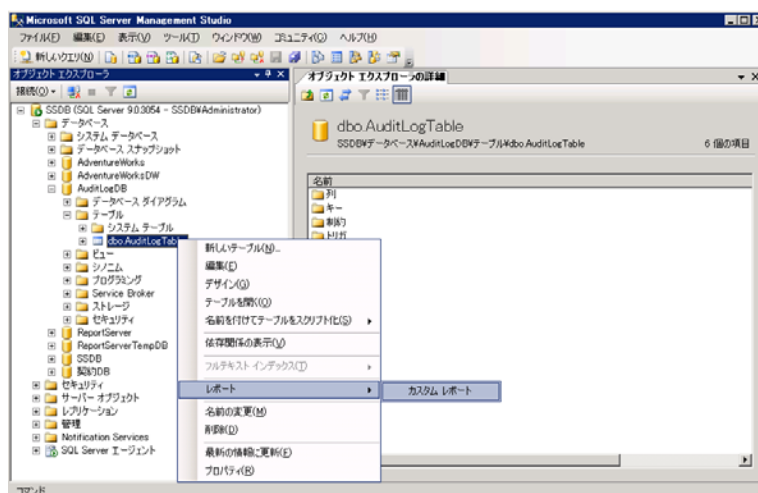 Microsoft SQL Server Management Studio
ファイル(F) 編集(E) 表示(V) ツール(T) ウィンドウ(W) コミュニティ(C) ヘルプ(H)
新しいクエリ(N)
オブジェクト エクスプローラ
オブジェクト エクスプローラの詳細
接続(O)
SSDB (SQL Server 9.0.3054 - SSDB¥Administrator)
データベース
システム データベース
データベース スナップショット
AdventureWorks
AdventureWorksDW
AuditLogDB
データベース ダイアグラム
テーブル
システム テーブル
dbo.AuditLogTable
ビュー
シノニム
プログラミング
Service Broker
ストレージ
セキュリティ
ReportServer
ReportServerTempDB
SSDB
契約DB
セキュリティ
サーバー オブジェクト
レプリケーション
管理
Notification Services
SQL Server エージェント
dbo.AuditLogTable
SSDB¥データベース¥AuditLogDB¥テーブル¥dbo.AuditLogTable
6 個の項目
名前
列
キー
制約
トリガ
新しいテーブル(N)...
編集(E)
デザイン(G)
テーブルを開く(O)
名前を付けてテーブルをスクリプト化(S)
依存関係の表示(V)
フルテキスト インデックス(T)
レポート
カスタム レポート
名前の変更(M)
削除(D)
最新の情報に更新(F)
プロパティ(R)
コマンド